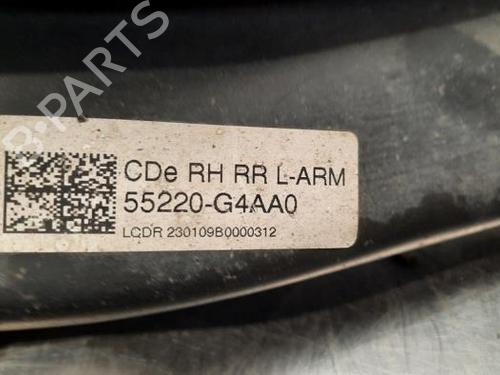 B-PARTS
CDe RH RR L-ARM
55220-G4AA0
LCDR 230109B0000312